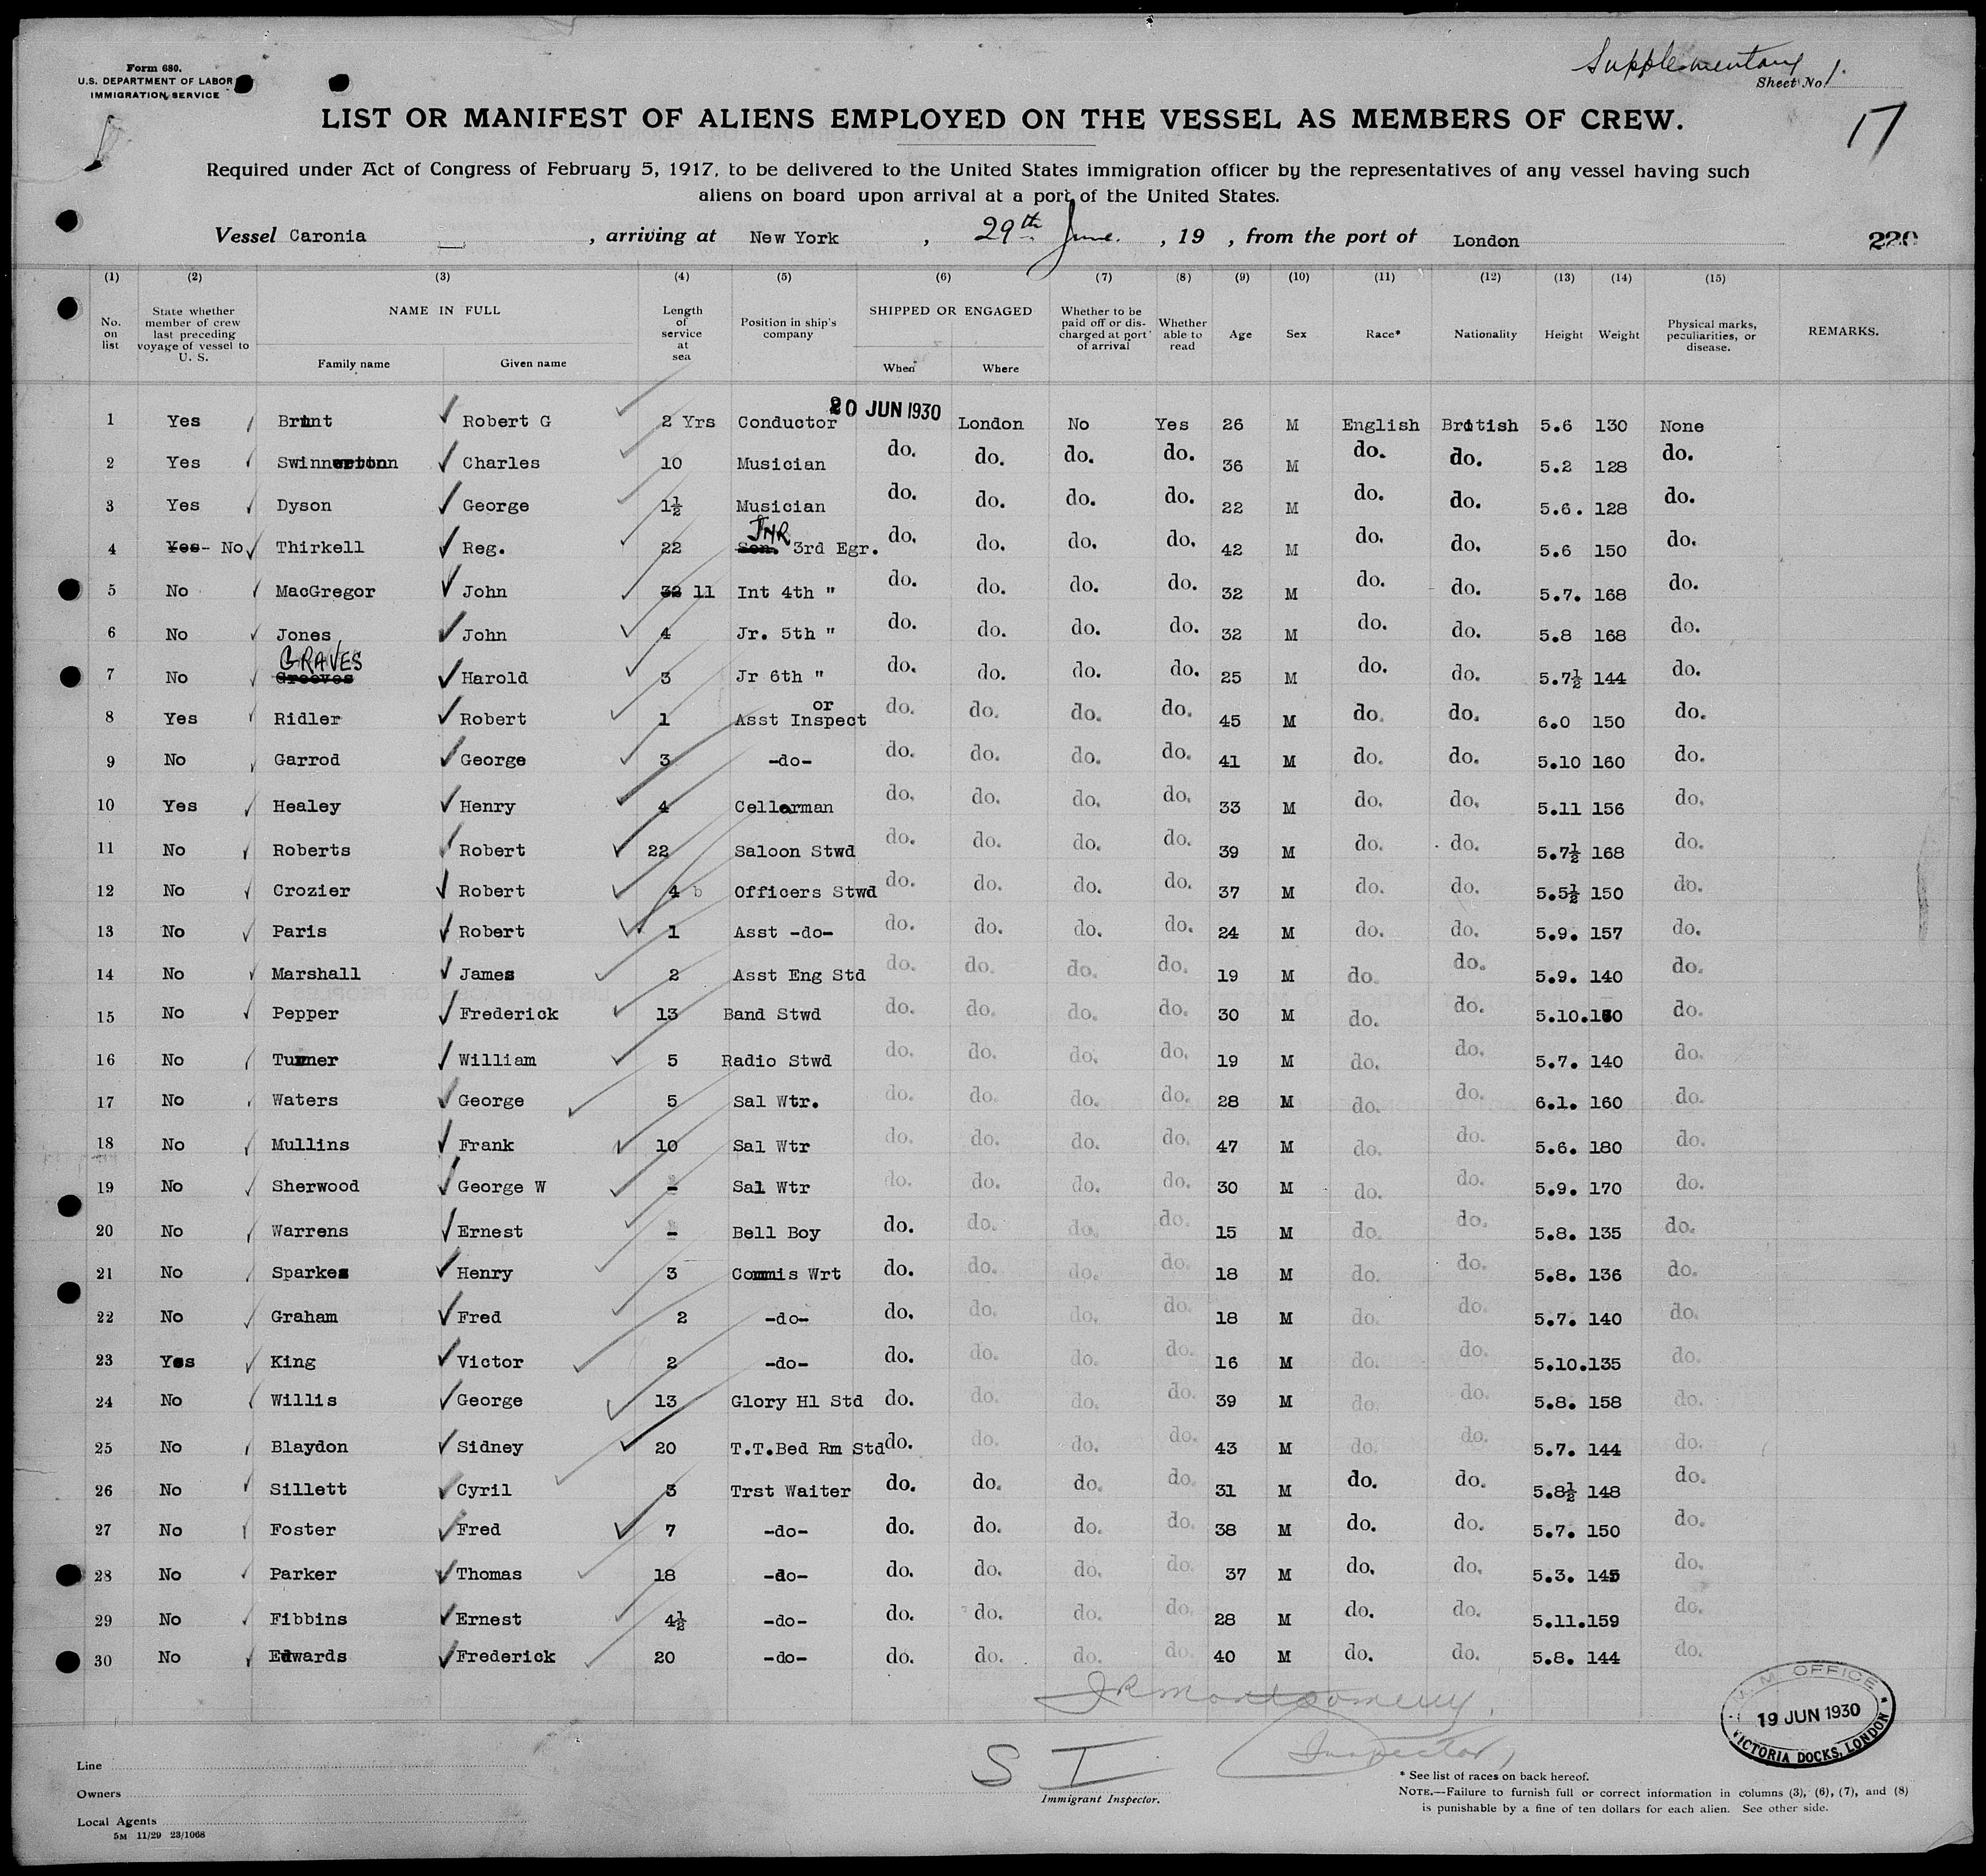 Form 680.
U.S. DEPARTMENT OF LABOR
IMMIGRATION SERVICE
Supplementary
Sheet No 1.
17
LIST OR MANIFEST OF ALIENS EMPLOYED ON THE VESSEL AS MEMBERS OF CREW.
Required under Act of Congress of February 5, 1917, to be delivered to the United States immigration officer by the representatives of any vessel having such
aliens on board upon arrival at a port of the United States.
Vessel Caronia , arriving at New York , 29th June. , 19 , from the port of London
220
(1) (2) (3) (4) (5) (6) (7) (8) (9) (10) (11) (12) (13) (14) (15)
No. on list State whether member of crew last preceding voyage of vessel to U. S. NAME IN FULL Family name Given name Length of service at sea Position in ship's company SHIPPED OR ENGAGED When Where Whether to be paid off or discharged at port of arrival Whether able to read Age Sex Race* Nationality Height Weight Physical marks, peculiarities, or disease. REMARKS.
1 Yes Robert G 2 Yrs Conductor 20 JUN 1930 London No Yes 26 M English British 5.6 130 None
2 Yes Charles 10 Musician do. do. do. do. 36 M do. do. 5.2 128 do.
3 Yes Dyson George 1½ Musician do. do. do. do. 22 M do. do. 5.6. 128 do.
4 Yes- No Thirkell Reg. 22 Sen. JNR 3rd Egr. do. do. do. do. 42 M do. do. 5.6 150 do.
5 No MacGregor John 32 11 Int 4th " do. do. do. do. 32 M do. do. 5.7. 168 do.
6 No Jones John 4 Jr. 5th " do. do. do. do. 32 M do. do. 5.8 168 do.
7 No Greeves GRAVES Harold 3 Jr 6th " do. do. do. do. 25 M do. do. 5.7½ 144 do.
8 Yes Ridler Robert 1 Asst Inspector do. do. do. do. 45 M do. do. 6.0 150 do.
9 No Garrod George 3 -do- do. do. do. do. 41 M do. do. 5.10 160 do.
10 Yes Healey Henry 4 Cellarman do. do. do. do. 33 M do. do. 5.11 156 do.
11 No Roberts Robert 22 Saloon Stwd do. do. do. do. 39 M do. do. 5.7½ 168 do.
12 No Crozier Robert 4 b Officers Stwd do. do. do. do. 37 M do. do. 5.5½ 150 do.
13 No Paris Robert 1 Asst -do- do. do. do. do. 24 M do. do. 5.9. 157 do.
14 No Marshall James 2 Asst Eng Std do. do. do. do. 19 M do. do. 5.9. 140 do.
15 No Pepper Frederick 13 Band Stwd do. do. do. do. 30 M do. do. 5.10. do.
16 No Turner William 5 Radio Stwd do. do. do. do. 19 M do. do. 5.7. 140 do.
17 No Waters George 5 Sal Wtr. do. do. do. do. 28 M do. do. 6.1. 160 do.
18 No Mullins Frank 10 Sal Wtr do. do. do. do. 47 M do. do. 5.6. 180 do.
19 No Sherwood George W - Sal Wtr do. do. do. do. 30 M do. do. 5.9. 170 do.
20 No Warrens Ernest - Bell Boy do. do. do. do. 15 M do. do. 5.8. 135 do.
21 No Sparkes Henry 3 Commis Wrt do. do. do. do. 18 M do. do. 5.8. 136 do.
22 No Graham Fred 2 -do- do. do. do. do. 18 M do. do. 5.7. 140 do.
23 Yes King Victor 2 -do- do. do. do. do. 16 M do. do. 5.10. 135 do.
24 No Willis George 13 Glory Hl Std do. do. do. do. 39 M do. do. 5.8. 158 do.
25 No Blaydon Sidney 20 T.T.Bed Rm Std do. do. do. do. 43 M do. do. 5.7. 144 do.
26 No Sillett Cyril 3 Trst Waiter do. do. do. do. 31 M do. do. 5.8½ 148 do.
27 No Foster Fred 7 -do- do. do. do. do. 38 M do. do. 5.7. 150 do.
28 No Parker Thomas 18 -do- do. do. do. do. 37 M do. do. 5.3. 145 do.
29 No Fibbins Ernest 4½ -do- do. do. do. do. 28 M do. do. 5.11. 159 do.
30 No Edwards Frederick 20 -do- do. do. do. do. 40 M do. do. 5.8. 144 do.
JR Montgomery.
Inspector
S I
Immigrant Inspector.
M. M. OFFICE
19 JUN 1930
VICTORIA DOCKS, LONDON
Line
Owners
Local Agents
5M 11/29 23/1068
* See list of races on back hereof.
NOTE.—Failure to furnish full or correct information in columns (3), (6), (7), and (8)
is punishable by a fine of ten dollars for each alien. See other side.